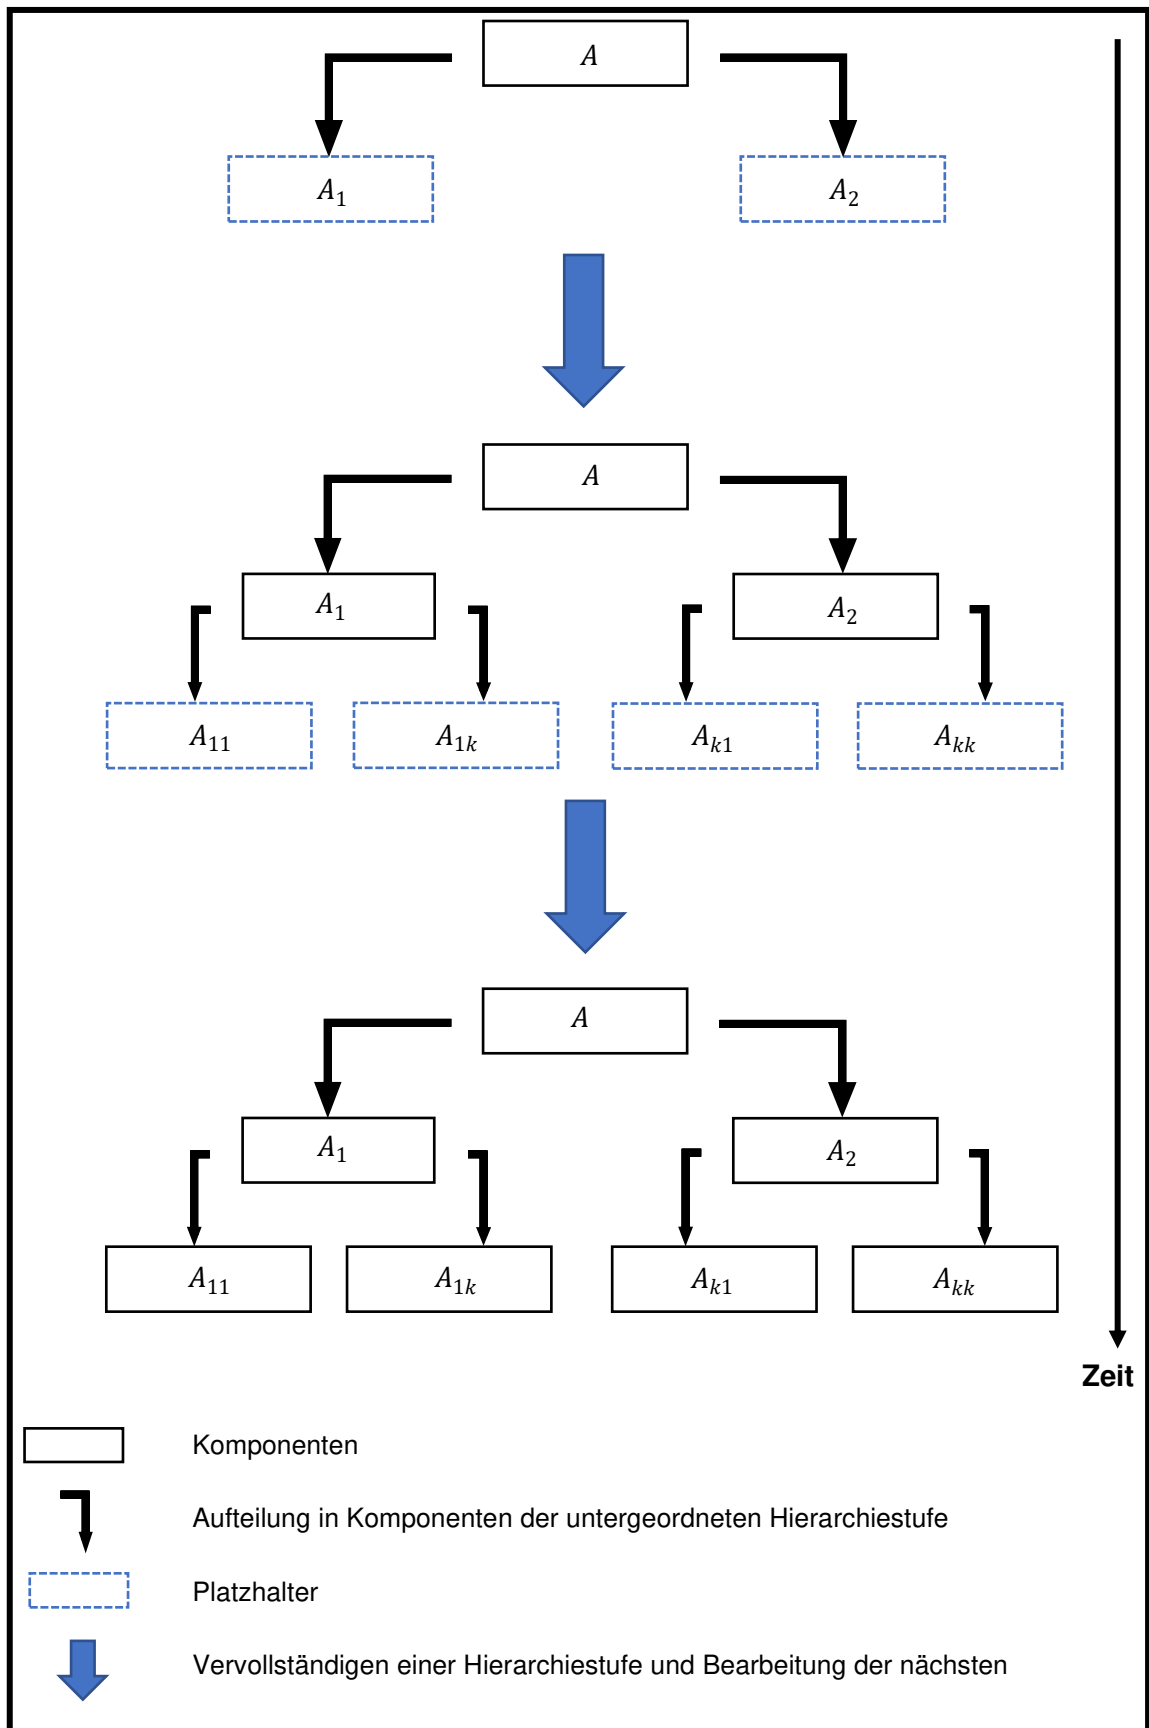 A
A₁ A₂
A
A₁ A₂
A₁₁ A₁ₖ Aₖ₁ Aₖₖ
A
A₁ A₂
A₁₁ A₁ₖ Aₖ₁ Aₖₖ
Zeit
Komponenten
Aufteilung in Komponenten der untergeordneten Hierarchiestufe
Platzhalter
Vervollständigen einer Hierarchiestufe und Bearbeitung der nächsten